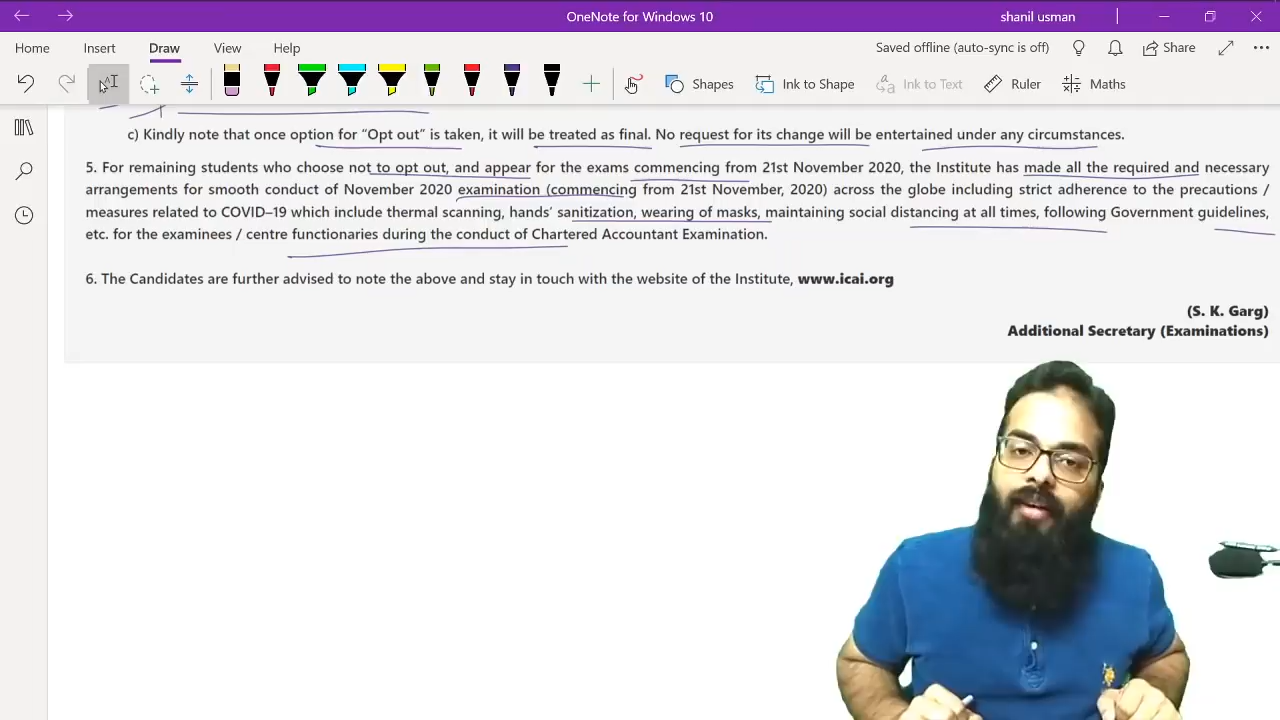 OneNote for Windows 10
shanil usman
Home Insert Draw View Help
Saved offline (auto-sync is off)
Share
Shapes
Ink to Shape
Ink to Text
Ruler
Maths
c) Kindly note that once option for “Opt out” is taken, it will be treated as final. No request for its change will be entertained under any circumstances.
5. For remaining students who choose not to opt out, and appear for the exams commencing from 21st November 2020, the Institute has made all the required and necessary
arrangements for smooth conduct of November 2020 examination (commencing from 21st November, 2020) across the globe including strict adherence to the precautions /
measures related to COVID–19 which include thermal scanning, hands’ sanitization, wearing of masks, maintaining social distancing at all times, following Government guidelines,
etc. for the examinees / centre functionaries during the conduct of Chartered Accountant Examination.
6. The Candidates are further advised to note the above and stay in touch with the website of the Institute, www.icai.org
(S. K. Garg)
Additional Secretary (Examinations)